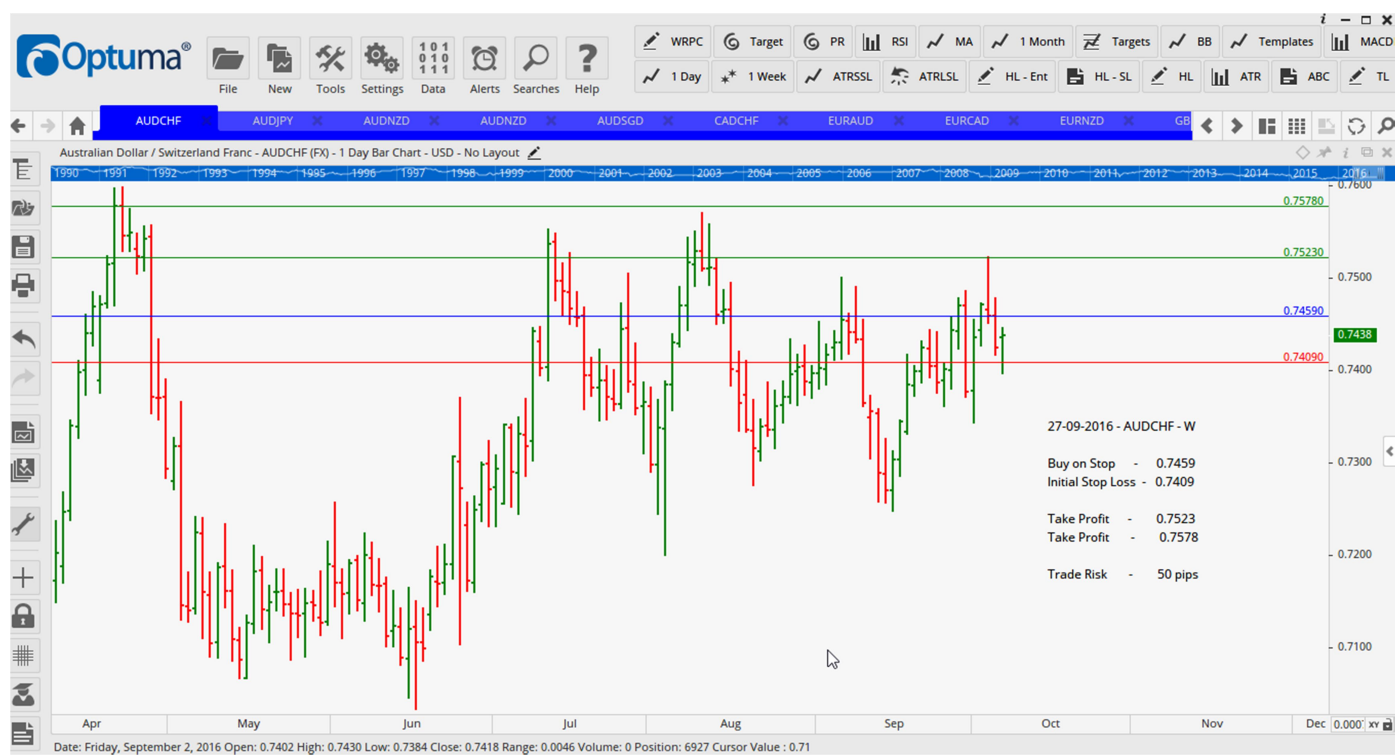 i
Optuma®
File
New
Tools
Settings
101 010 111
Data
Alerts
Searches
?
Help
WRPC
Target
PR
RSI
MA
1 Month
Targets
BB
Templates
MACD
1 Day
1 Week
ATRSSL
ATRLSL
HL - Ent
HL - SL
HL
ATR
ABC
TL
AUDCHF
AUDJPY
AUDNZD
AUDNZD
AUDSGD
CADCHF
EURAUD
EURCAD
EURNZD
GB
Australian Dollar / Switzerland Franc - AUDCHF (FX) - 1 Day Bar Chart - USD - No Layout
1990 1991 1992 1993 1994 1995 1996 1997 1998 1999 2000 2001 2002 2003 2004 2005 2006 2007 2008 2009 2010 2011 2012 2013 2014 2015 2016...
0.7600
0.75780
0.75230
0.7500
0.74590
0.7438
0.74090
0.7400
27-09-2016 - AUDCHF - W
Buy on Stop - 0.7459
0.7300
Initial Stop Loss - 0.7409
Take Profit - 0.7523
Take Profit - 0.7578
0.7200
Trade Risk - 50 pips
0.7100
Apr May Jun Jul Aug Sep Oct Nov Dec
XY
Date: Friday, September 2, 2016 Open: 0.7402 High: 0.7430 Low: 0.7384 Close: 0.7418 Range: 0.0046 Volume: 0 Position: 6927 Cursor Value : 0.71